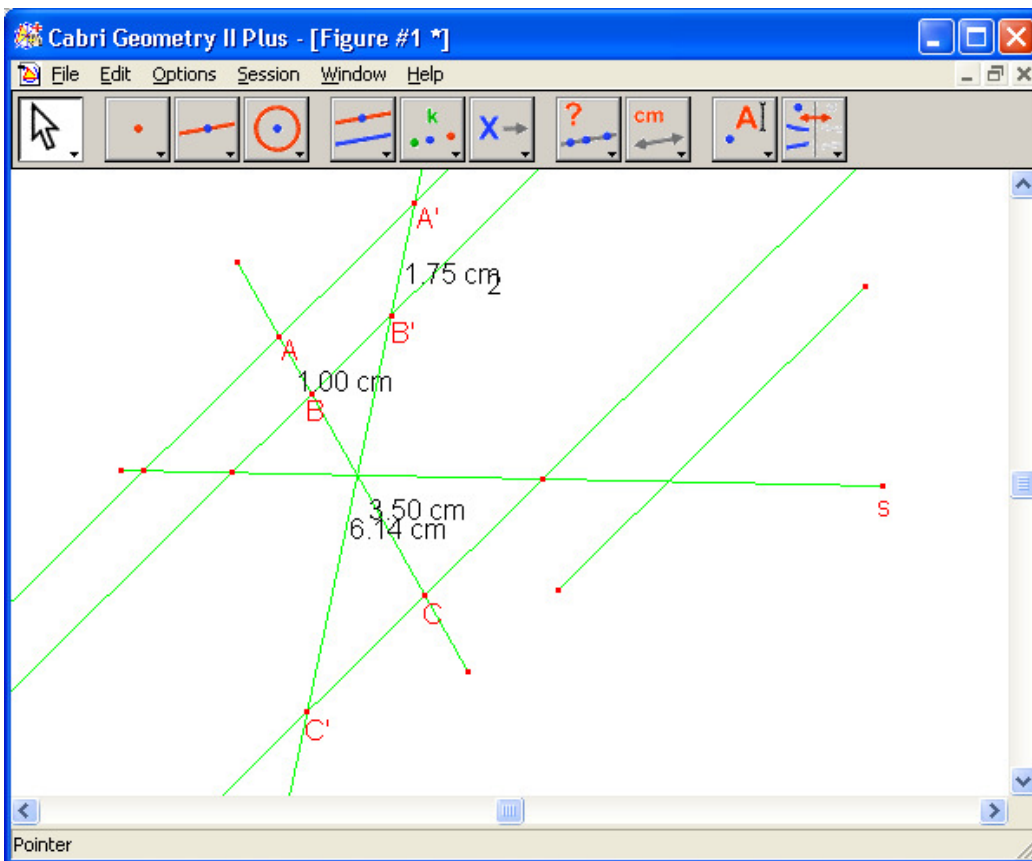 Cabri Geometry II Plus - [Figure #1 *]
File Edit Options Session Window Help
? cm A
k
X
A'
1.75 cm
2
B'
A
1.00 cm
B
3.50 cm
s
6.14 cm
C
C'
Pointer